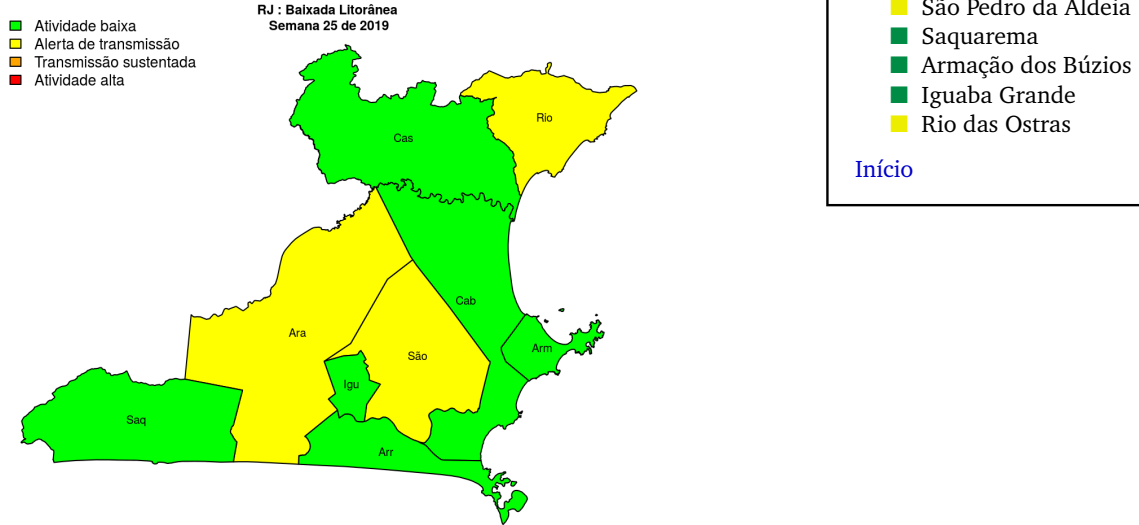 RJ : Baixada Litorânea
Semana 25 de 2019
Atividade baixa
Alerta de transmissão
Transmissão sustentada
Atividade alta
Rio
Cas
Cab
Ara
Arm
São
Igu
Saq
Arr
São Pedro da Aldeia
Saquarema
Armação dos Búzios
Iguaba Grande
Rio das Ostras
Início